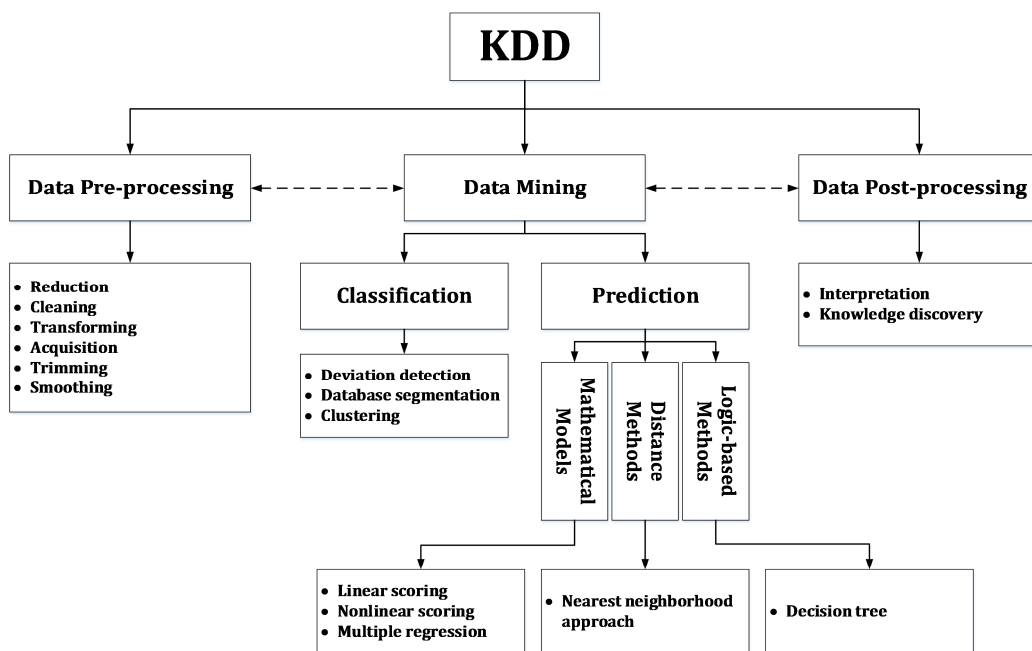 KDD
Data Pre-processing
Data Mining
Data Post-processing
• Reduction
• Cleaning
• Transforming
• Acquisition
• Trimming
• Smoothing
Classification
Prediction
• Interpretation
• Knowledge discovery
• Deviation detection
• Database segmentation
• Clustering
Mathematical
Models
Distance
Methods
Logic-based
Methods
• Linear scoring
• Nonlinear scoring
• Multiple regression
• Nearest neighborhood
approach
• Decision tree